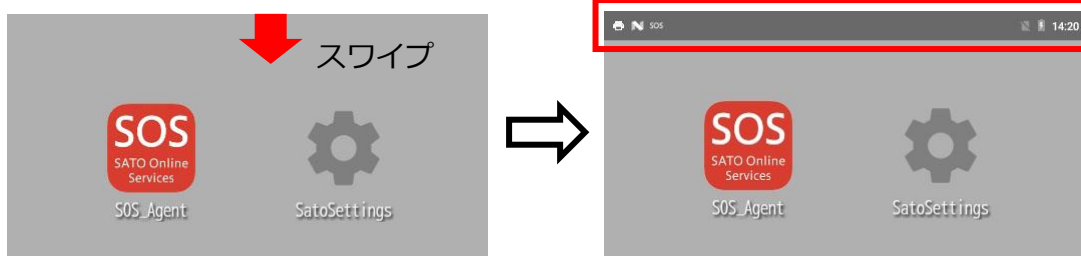 スワイプ
SOS
SATO Online
Services
SOS_Agent
SatoSettings
SOS
14:20
SOS
SATO Online
Services
SOS_Agent
SatoSettings